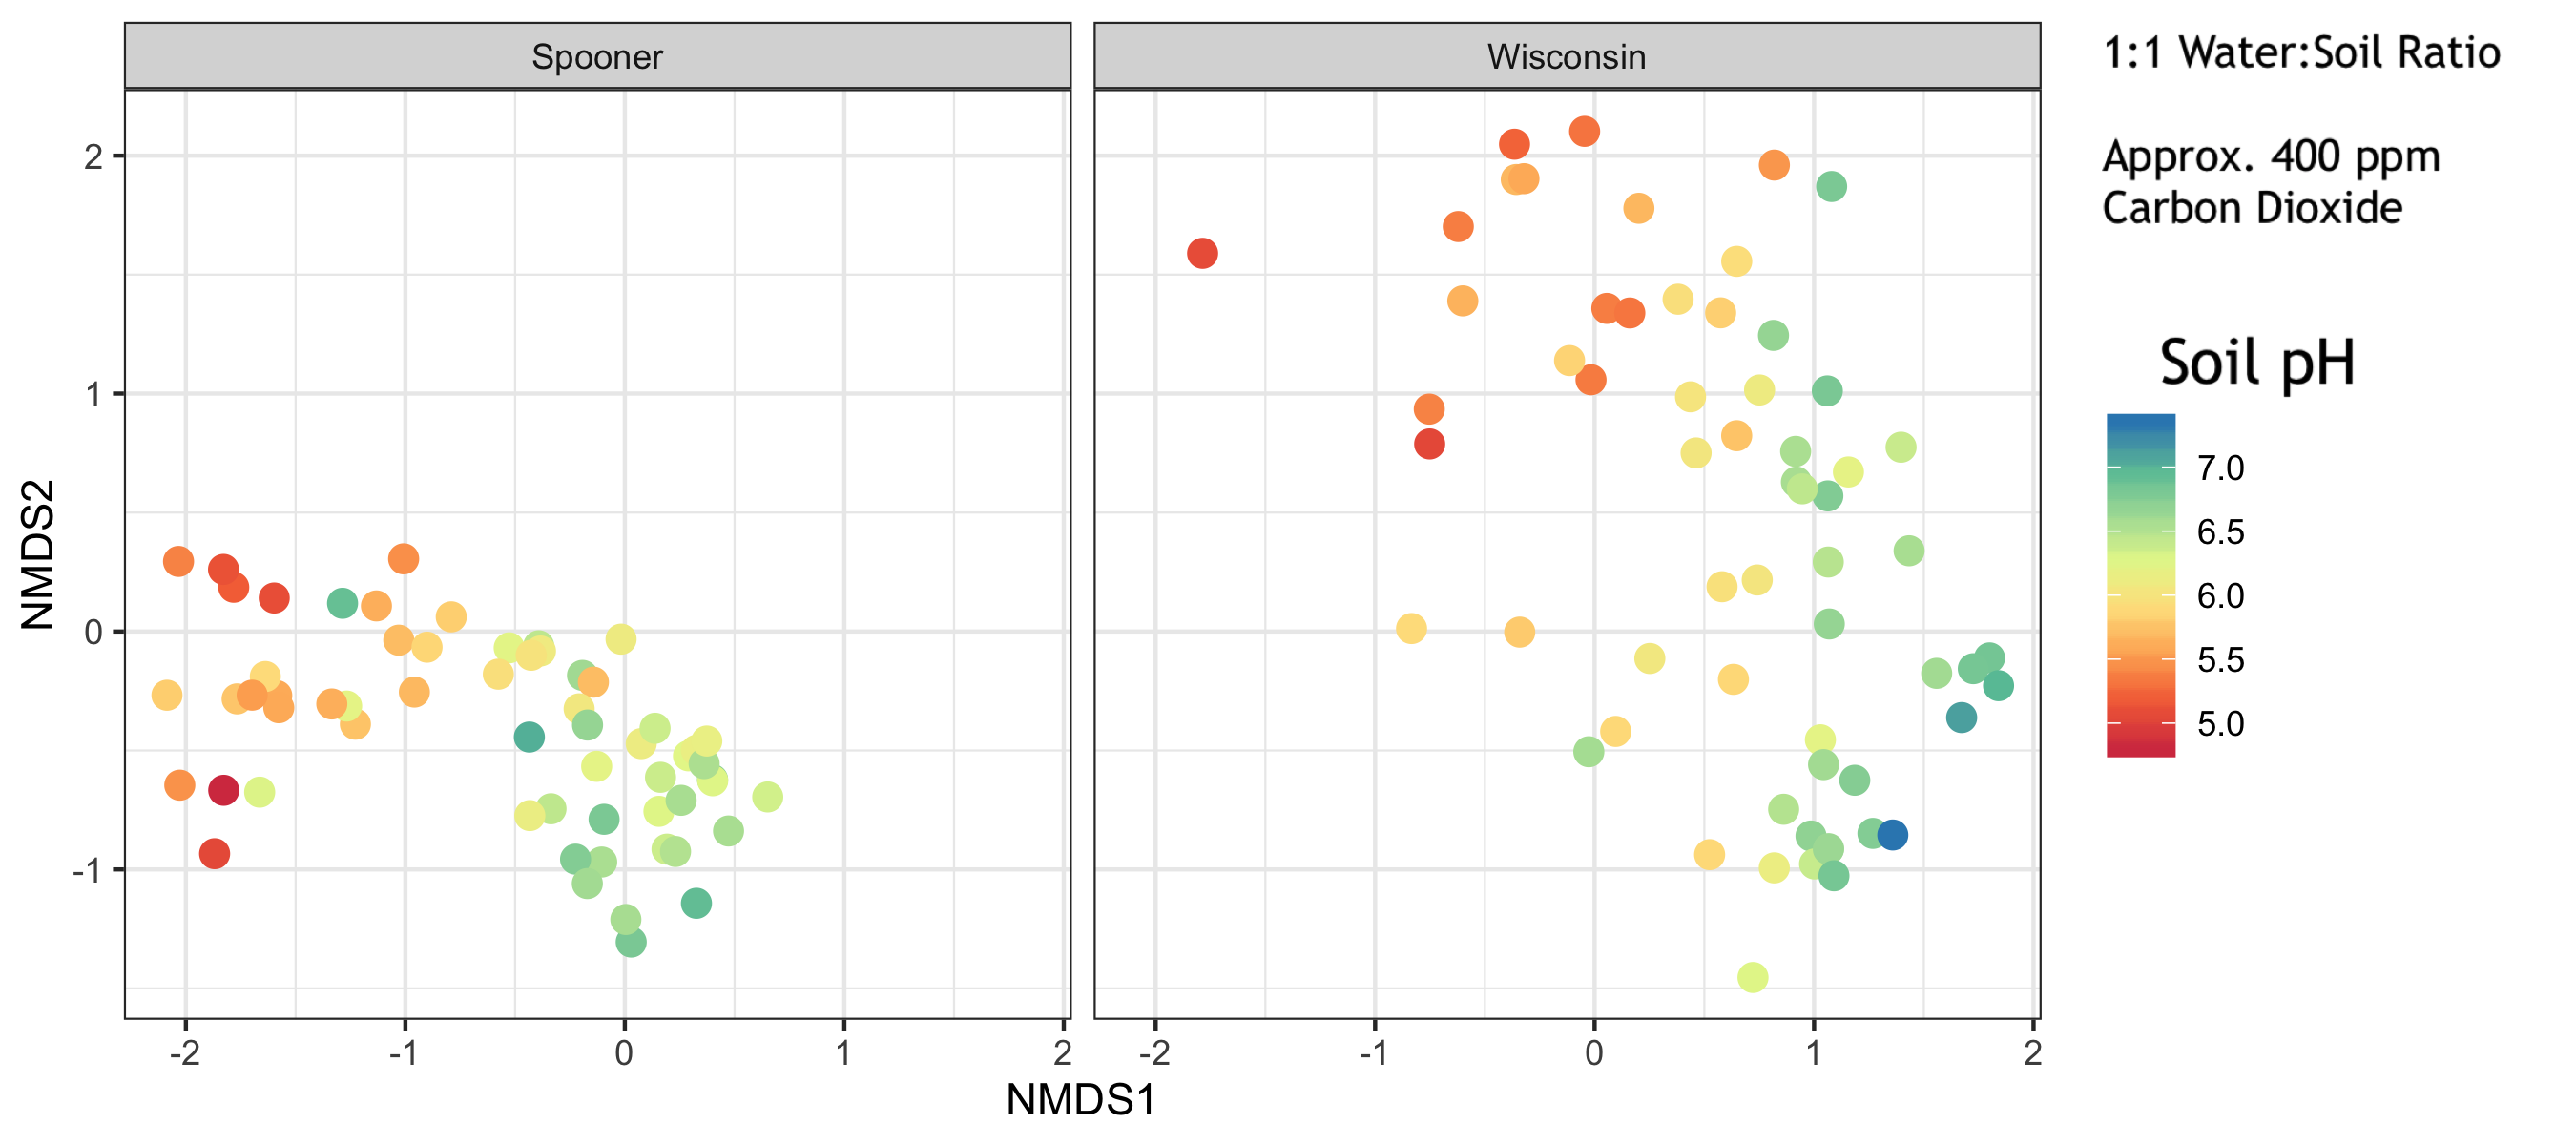 Spooner
Wisconsin
1:1 Water:Soil Ratio
Approx. 400 ppm
Carbon Dioxide
Soil pH
7.0
6.5
6.0
5.5
5.0
NMDS2
2
1
0
-1
-2 -1 0 1 2
-2 -1 0 1 2
NMDS1